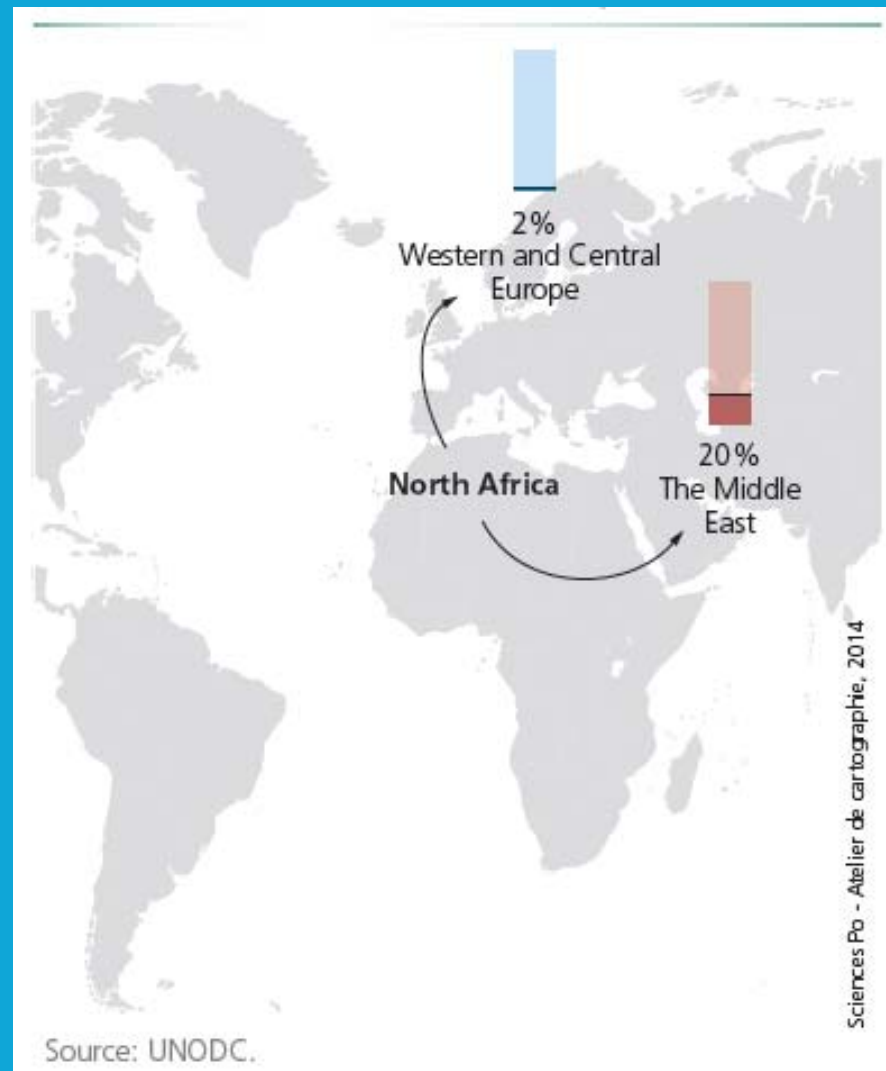 2%
Western and Central
Europe
20%
The Middle
East
North Africa
Sciences Po - Atelier de cartographie, 2014
Source: UNODC.